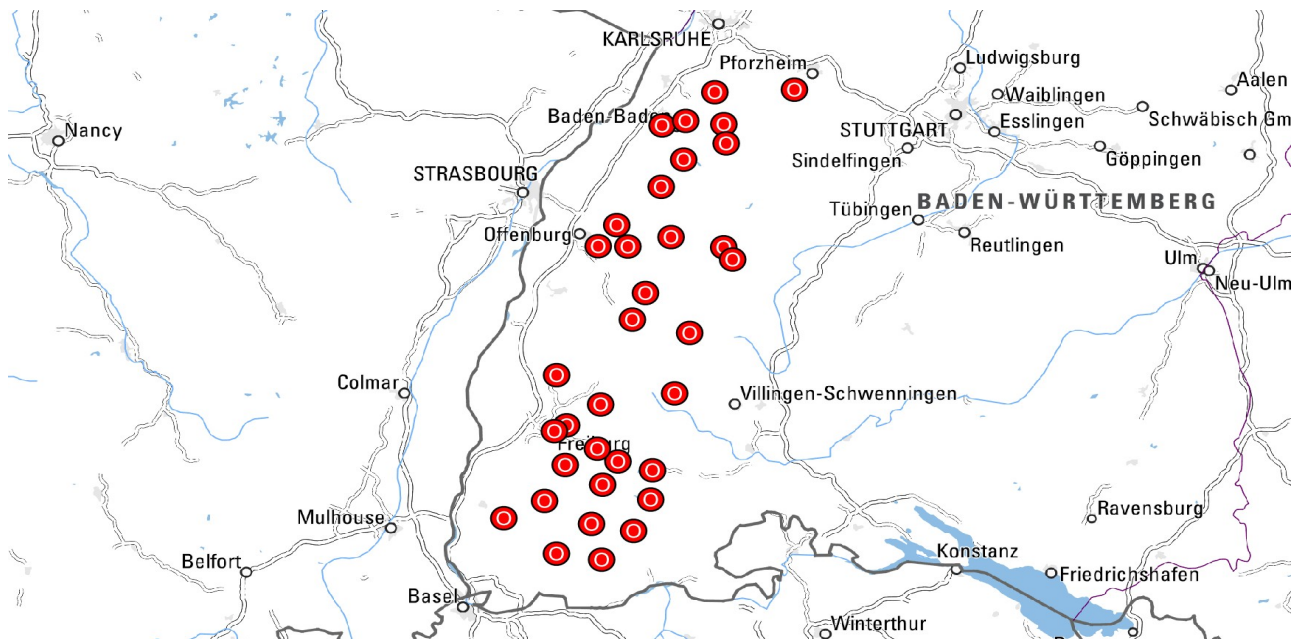 KARLSRUHE
Pforzheim
Ludwigsburg
Waiblingen
Aalen
Baden-Baden
Nancy
STUTTGART
Esslingen
Schwäbisch Gm
Sindelfingen
Göppingen
STRASBOURG
BADEN-WÜRTTEMBERG
Tübingen
Offenburg
Reutlingen
Ulm
Neu-Ulm
Colmar
Villingen-Schwenningen
Freiburg
Mulhouse
Ravensburg
Belfort
Konstanz
Friedrichshafen
Basel
Winterthur